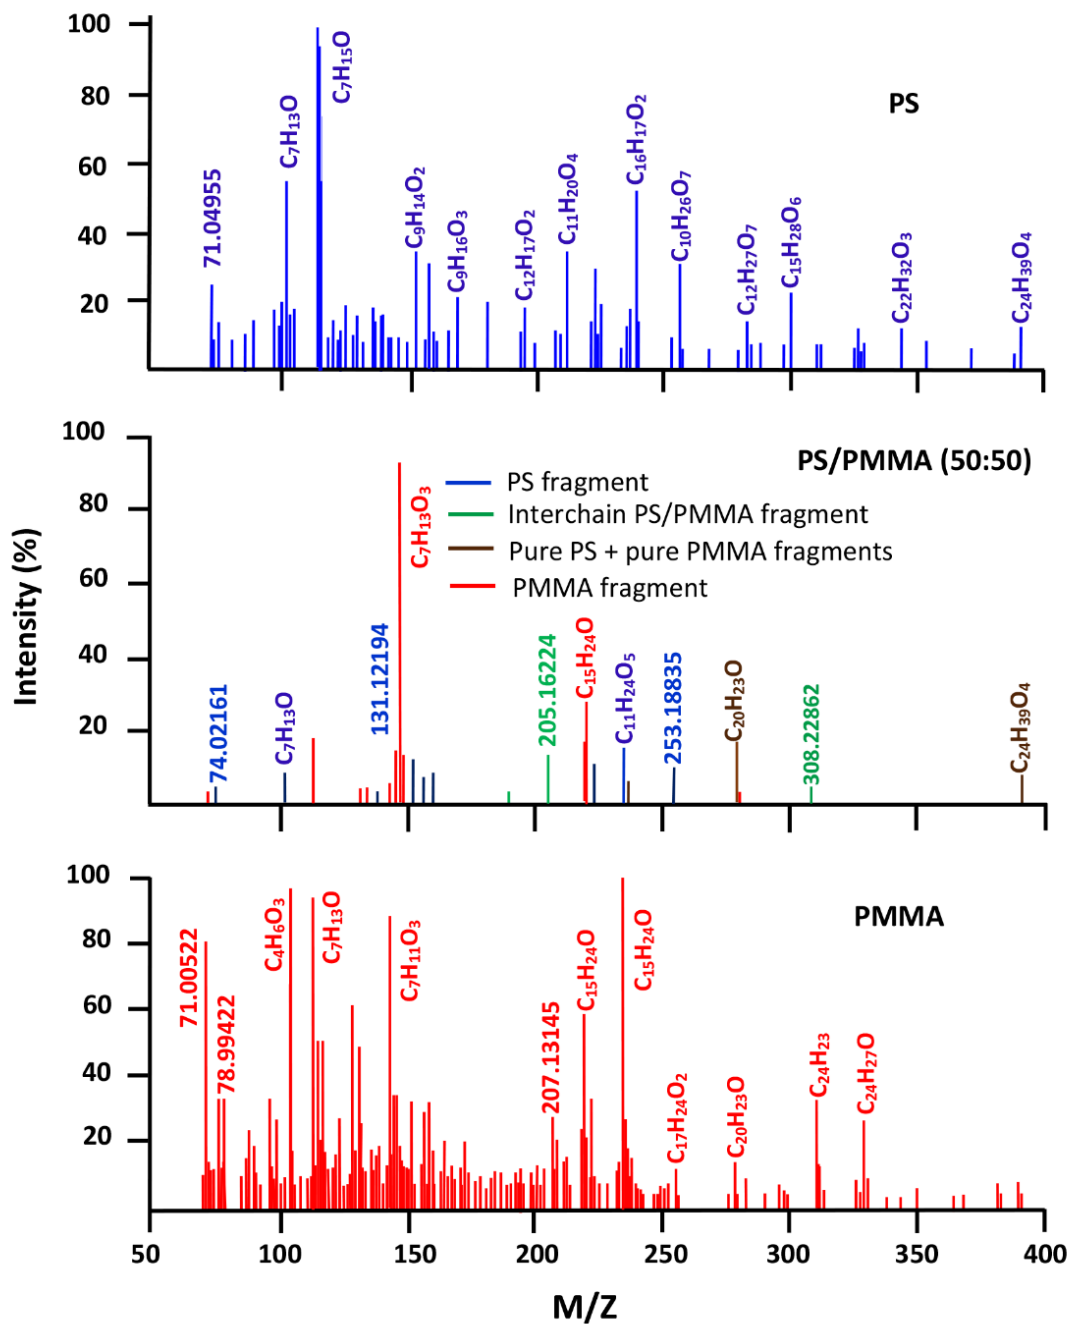 100
80
60
40
20
71.04955
C₇H₁₃O
C₇H₁₅O
C₉H₁₄O₂
C₉H₁₆O₃
C₁₂H₁₇O₂
C₁₁H₂₀O₄
C₁₆H₁₇O₂
C₁₀H₂₆O₇
C₁₂H₂₇O₇
C₁₅H₂₈O₆
C₂₂H₃₂O₃
C₂₄H₃₉O₄
PS
Intensity (%)
100
80
60
40
20
PS/PMMA (50:50)
PS fragment
Interchain PS/PMMA fragment
Pure PS + pure PMMA fragments
PMMA fragment
74.02161
C₇H₁₃O
131.12194
C₇H₁₃O₃
205.16224
C₁₅H₂₄O
C₁₁H₂₄O₅
253.18835
C₂₀H₂₃O
308.22862
C₂₄H₃₉O₄
100
80
60
40
20
PMMA
71.00522
78.99422
C₄H₆O₃
C₇H₁₃O
C₇H₁₁O₃
207.13145
C₁₅H₂₄O
C₁₅H₂₄O
C₁₇H₂₄O₂
C₂₀H₂₃O
C₂₄H₂₃
C₂₄H₂₇O
50 100 150 200 250 300 350 400
M/Z